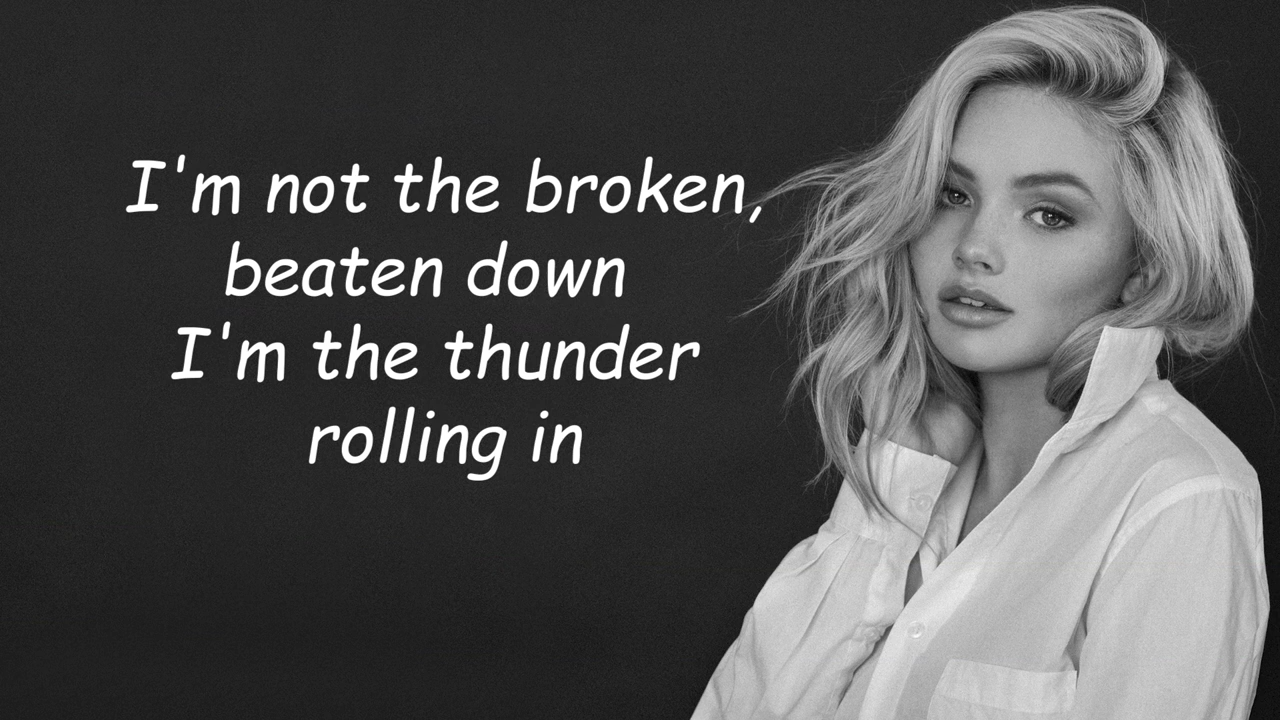 I'm not the broken,
beaten down
I'm the thunder
rolling in